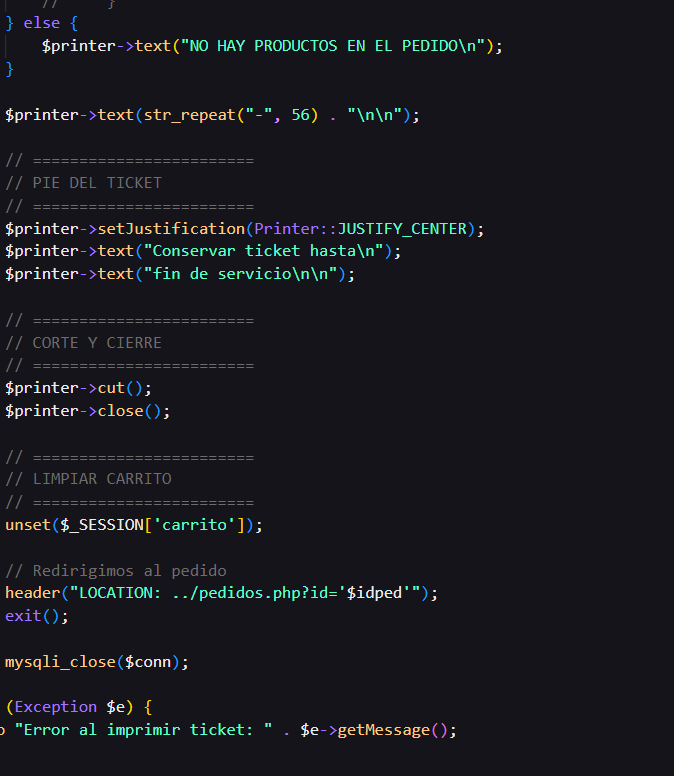 //      }
} else {
    $printer->text("NO HAY PRODUCTOS EN EL PEDIDO\n");
}
$printer->text(str_repeat("-", 56) . "\n\n");
// ========================
// PIE DEL TICKET
// ========================
$printer->setJustification(Printer::JUSTIFY_CENTER);
$printer->text("Conservar ticket hasta\n");
$printer->text("fin de servicio\n\n");
// ========================
// CORTE Y CIERRE
// ========================
$printer->cut();
$printer->close();
// ========================
// LIMPIAR CARRITO
// ========================
unset($_SESSION['carrito']);
// Redirigimos al pedido
header("LOCATION: ../pedidos.php?id='$idped'");
exit();
mysqli_close($conn);
(Exception $e) {
o "Error al imprimir ticket: " . $e->getMessage();